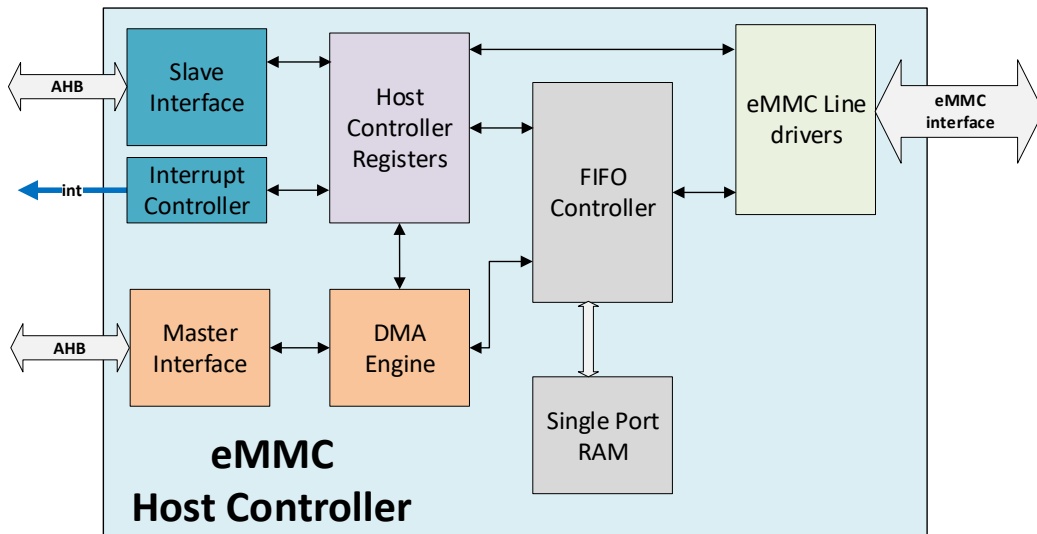 AHB
Slave
Interface
Host
Controller
Registers
eMMC Line
drivers
eMMC
interface
int
Interrupt
Controller
FIFO
Controller
AHB
Master
Interface
DMA
Engine
Single Port
RAM
eMMC
Host Controller